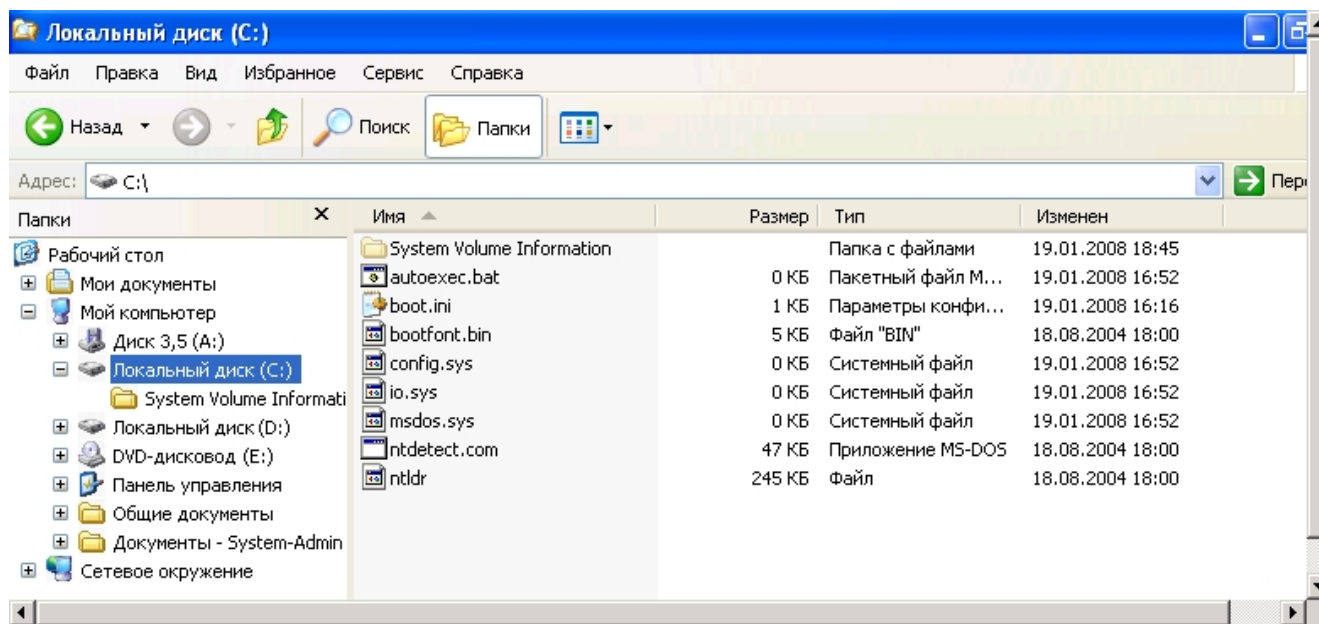 Локальный диск (C:)
Файл Правка Вид Избранное Сервис Справка
Назад Поиск Папки
Адрес: C:\ Пере
Папки Имя Размер Тип Изменен
Рабочий стол
Мои документы
Мой компьютер
Диск 3,5 (A:)
Локальный диск (C:)
System Volume Informati
Локальный диск (D:)
DVD-дисковод (E:)
Панель управления
Общие документы
Документы - System-Admin
Сетевое окружение
System Volume Information Папка с файлами 19.01.2008 18:45
autoexec.bat 0 КБ Пакетный файл M... 19.01.2008 16:52
boot.ini 1 КБ Параметры конфи... 19.01.2008 16:16
bootfont.bin 5 КБ Файл "BIN" 18.08.2004 18:00
config.sys 0 КБ Системный файл 19.01.2008 16:52
io.sys 0 КБ Системный файл 19.01.2008 16:52
msdos.sys 0 КБ Системный файл 19.01.2008 16:52
ntdetect.com 47 КБ Приложение MS-DOS 18.08.2004 18:00
ntldr 245 КБ Файл 18.08.2004 18:00